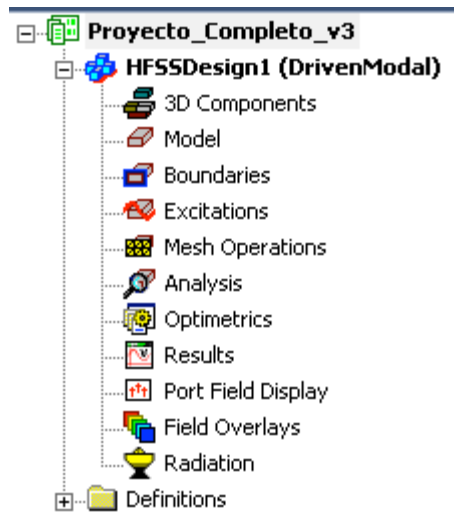 Proyecto_Completo_v3
HFSSDesign1 (DrivenModal)
3D Components
Model
Boundaries
Excitations
Mesh Operations
Analysis
Optimetrics
Results
Port Field Display
Field Overlays
Radiation
Definitions